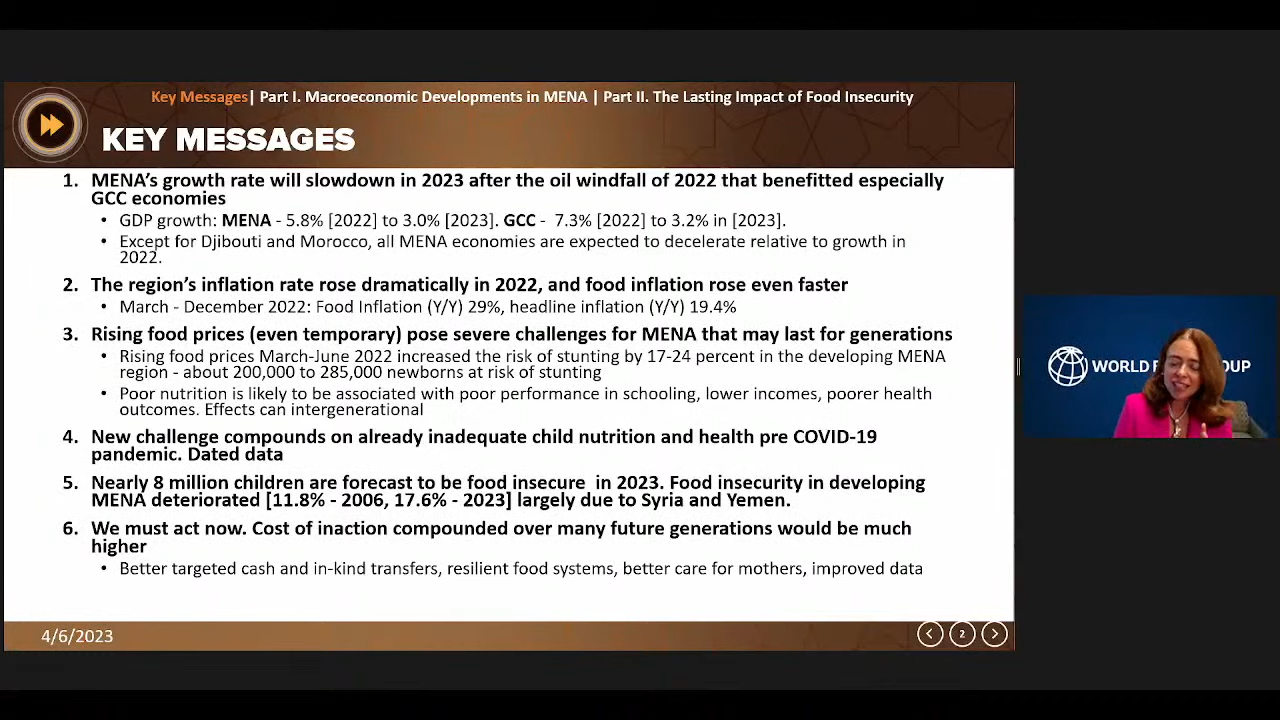 Key Messages| Part I. Macroeconomic Developments in MENA | Part II. The Lasting Impact of Food Insecurity
KEY MESSAGES
1. MENA's growth rate will slowdown in 2023 after the oil windfall of 2022 that benefitted especially
GCC economies
• GDP growth: MENA - 5.8% [2022] to 3.0% [2023]. GCC - 7.3% [2022] to 3.2% in [2023].
• Except for Djibouti and Morocco, all MENA economies are expected to decelerate relative to growth in
2022.
2. The region's inflation rate rose dramatically in 2022, and food inflation rose even faster
• March - December 2022: Food Inflation (Y/Y) 29%, headline inflation (Y/Y) 19.4%
3. Rising food prices (even temporary) pose severe challenges for MENA that may last for generations
• Rising food prices March-June 2022 increased the risk of stunting by 17-24 percent in the developing MENA
region - about 200,000 to 285,000 newborns at risk of stunting
• Poor nutrition is likely to be associated with poor performance in schooling, lower incomes, poorer health
outcomes. Effects can intergenerational
4. New challenge compounds on already inadequate child nutrition and health pre COVID-19
pandemic. Dated data
5. Nearly 8 million children are forecast to be food insecure in 2023. Food insecurity in developing
MENA deteriorated [11.8% - 2006, 17.6% - 2023] largely due to Syria and Yemen.
6. We must act now. Cost of inaction compounded over many future generations would be much
higher
• Better targeted cash and in-kind transfers, resilient food systems, better care for mothers, improved data
4/6/2023
2
WORLD